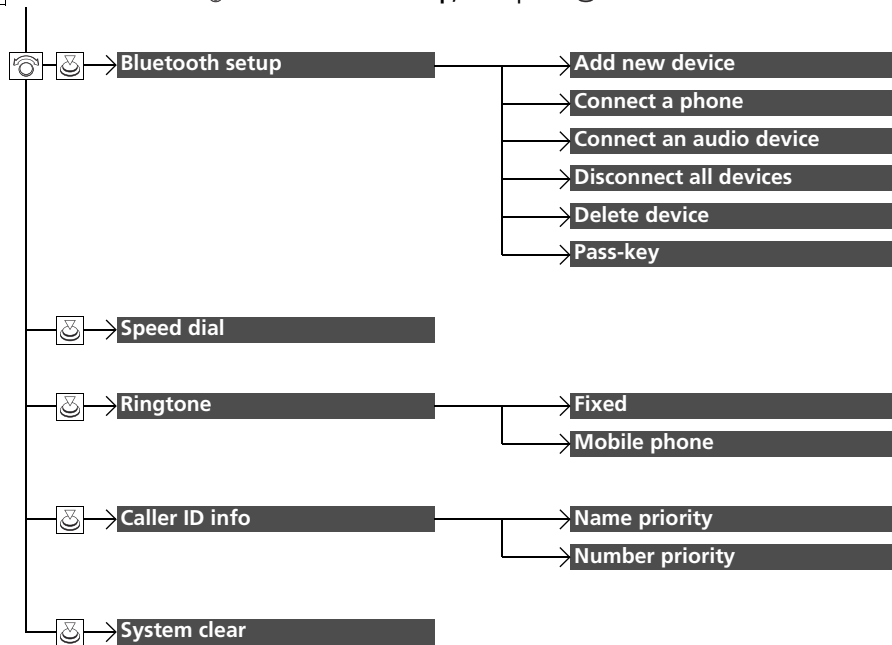 Bluetooth setup
Add new device
Connect a phone
Connect an audio device
Disconnect all devices
Delete device
Pass-key
Speed dial
Ringtone
Fixed
Mobile phone
Caller ID info
Name priority
Number priority
System clear